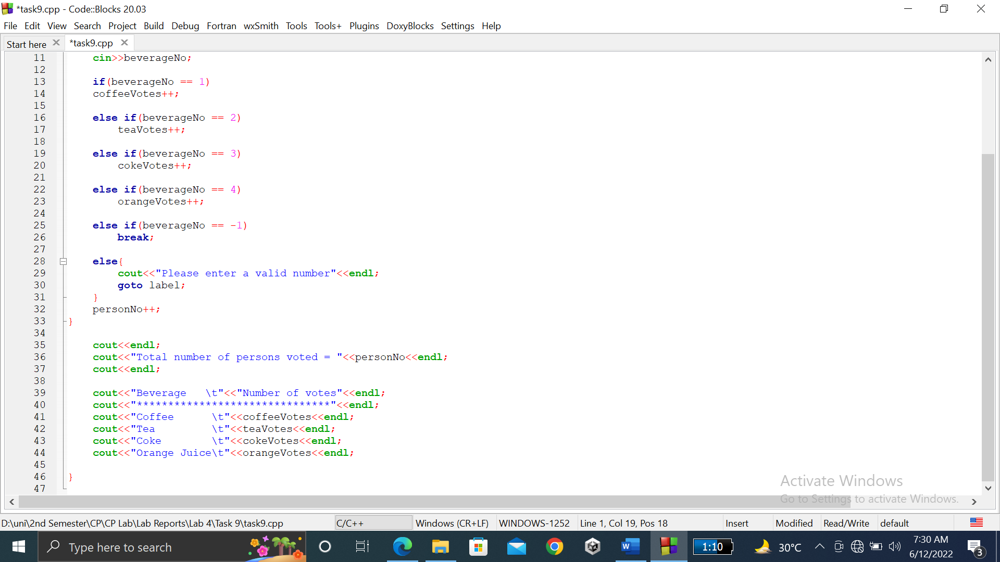 *task9.cpp - Code::Blocks 20.03
File Edit View Search Project Build Debug Fortran wxSmith Tools Tools+ Plugins DoxyBlocks Settings Help
Start here *task9.cpp
11 cin>>beverageNo;
12
13 if(beverageNo == 1)
14 coffeeVotes++;
15
16 else if(beverageNo == 2)
17 teaVotes++;
18
19 else if(beverageNo == 3)
20 cokeVotes++;
21
22 else if(beverageNo == 4)
23 orangeVotes++;
24
25 else if(beverageNo == -1)
26 break;
27
28 else{
29 cout<<"Please enter a valid number"<<endl;
30 goto label;
31 }
32 personNo++;
33 }
34
35 cout<<endl;
36 cout<<"Total number of persons voted = "<<personNo<<endl;
37 cout<<endl;
38
39 cout<<"Beverage   \t"<<"Number of votes"<<endl;
40 cout<<"*******************************"<<endl;
41 cout<<"Coffee      \t"<<coffeeVotes<<endl;
42 cout<<"Tea         \t"<<teaVotes<<endl;
43 cout<<"Coke        \t"<<cokeVotes<<endl;
44 cout<<"Orange Juice\t"<<orangeVotes<<endl;
45
46 }
47
Activate Windows
Go to Settings to activate Windows.
D:\uni\2nd Semester\CP\CP Lab\Lab Reports\Lab 4\Task 9\task9.cpp C/C++ Windows (CR+LF) WINDOWS-1252 Line 1, Col 19, Pos 18 Insert Modified Read/Write default
Type here to search 1:10 30°C 7:30 AM
6/12/2022 3